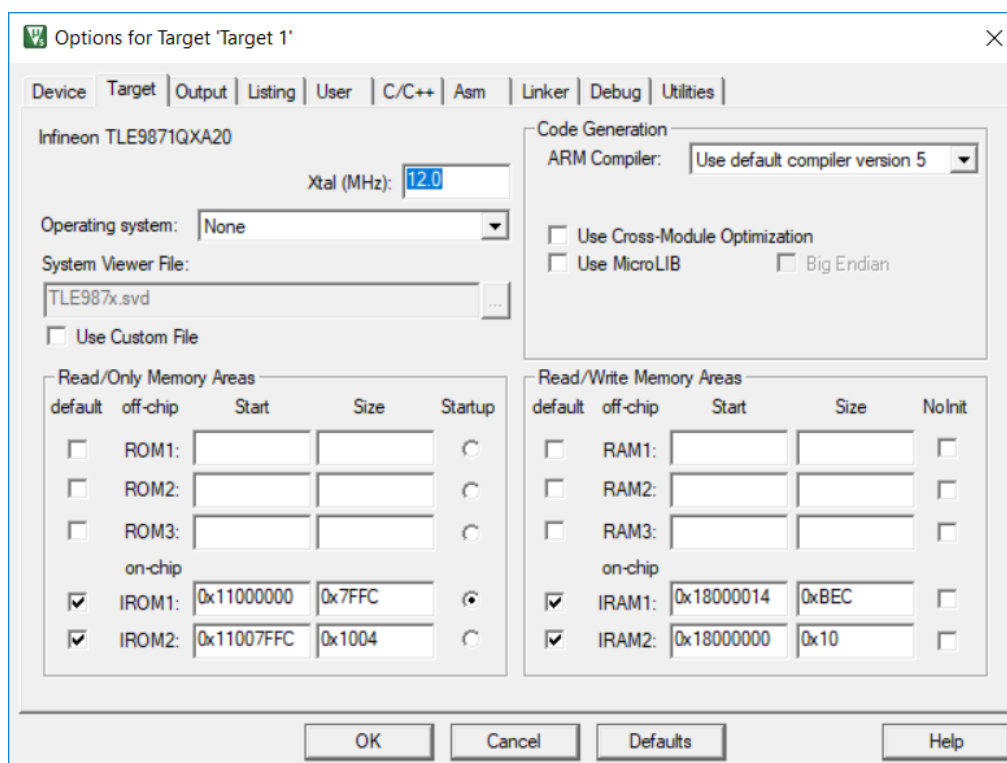 Options for Target 'Target 1'
Device Target Output Listing User C/C++ Asm Linker Debug Utilities
Infineon TLE9871QXA20
Xtal (MHz): 12.0
Operating system: None
System Viewer File:
TLE987x.svd ...
Use Custom File
Code Generation
ARM Compiler: Use default compiler version 5
Use Cross-Module Optimization
Use MicroLIB Big Endian
Read/Only Memory Areas
default off-chip Start Size Startup
ROM1:
ROM2:
ROM3:
on-chip
IROM1: 0x11000000 0x7FFC
IROM2: 0x11007FFC 0x1004
Read/Write Memory Areas
default off-chip Start Size NoInit
RAM1:
RAM2:
RAM3:
on-chip
IRAM1: 0x18000014 0xBEC
IRAM2: 0x18000000 0x10
OK Cancel Defaults Help